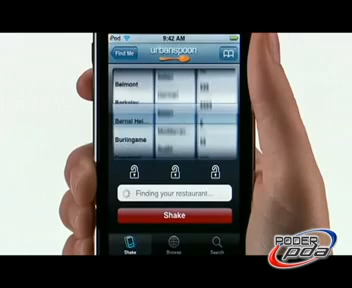 iPod 9:42 AM
Find Me urbanspoon
Belmont
Berkeley
Bernal Hei...
Burlingame
Finding your restaurant...
Shake
Shake Browse Search
PODER
pda